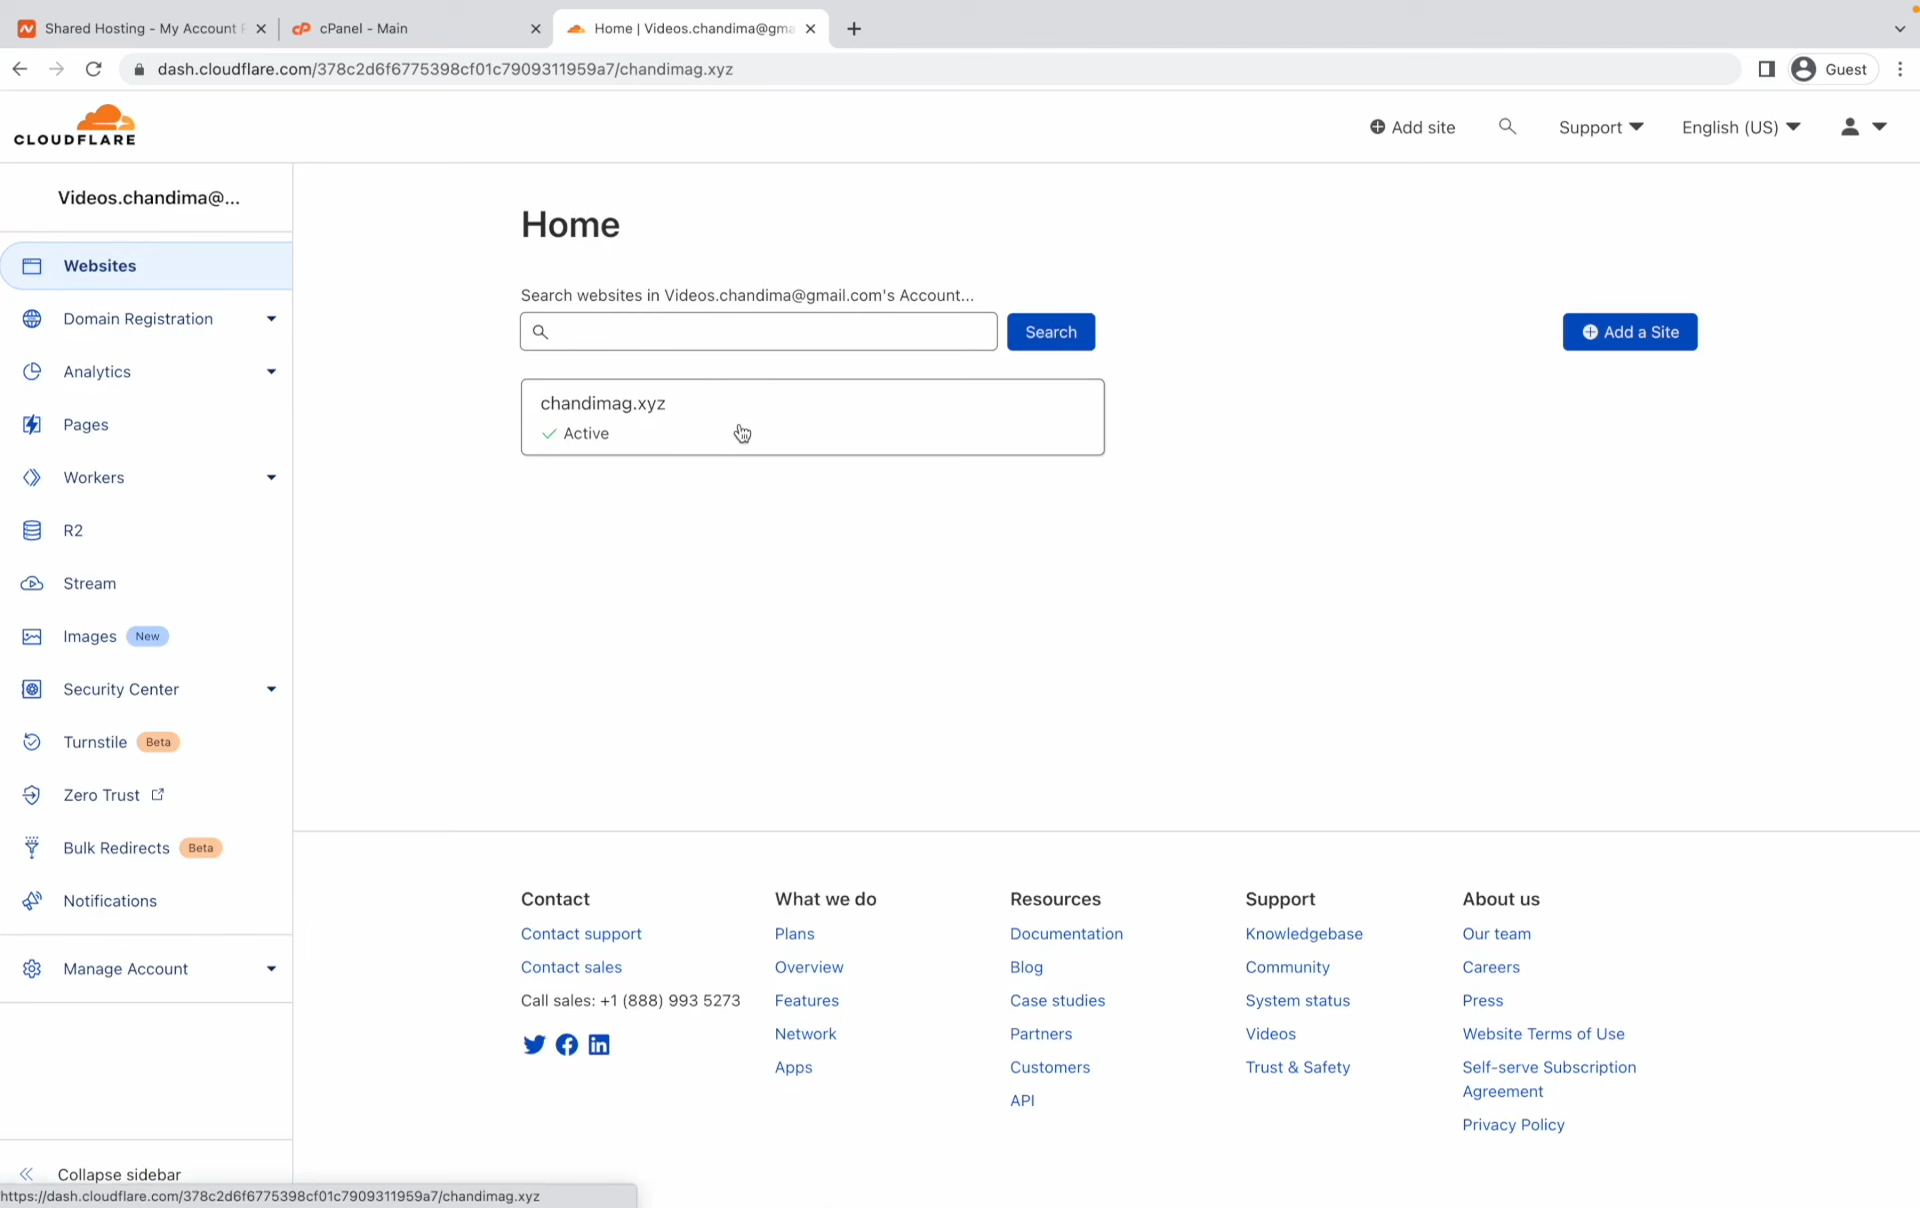 Shared Hosting - My Account
cPanel - Main
Home | Videos.chandima@gma
dash.cloudflare.com/378c2d6f6775398cf01c7909311959a7/chandimag.xyz
Guest
CLOUDFLARE
Add site
Support
English (US)
Videos.chandima@...
Websites
Domain Registration
Analytics
Pages
Workers
R2
Stream
Images New
Security Center
Turnstile Beta
Zero Trust
Bulk Redirects Beta
Notifications
Manage Account
Collapse sidebar
Home
Search websites in Videos.chandima@gmail.com's Account...
Search
Add a Site
chandimag.xyz
Active
Contact
Contact support
Contact sales
Call sales: +1 (888) 993 5273
What we do
Plans
Overview
Features
Network
Apps
Resources
Documentation
Blog
Case studies
Partners
Customers
API
Support
Knowledgebase
Community
System status
Videos
Trust & Safety
About us
Our team
Careers
Press
Website Terms of Use
Self-serve Subscription
Agreement
Privacy Policy
https://dash.cloudflare.com/378c2d6f6775398cf01c7909311959a7/chandimag.xyz